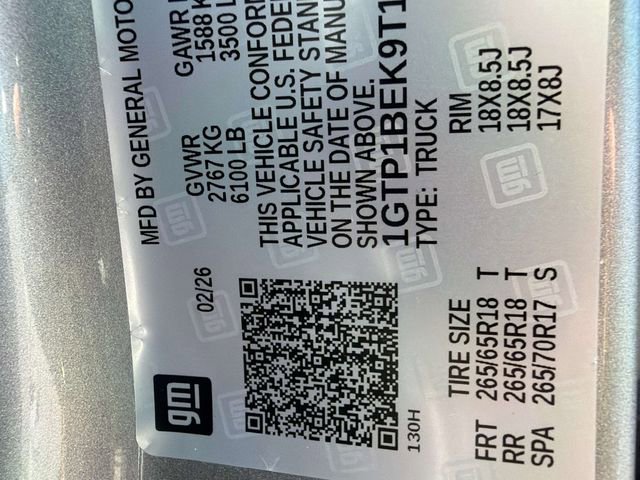 gm
02/26
MFD BY GENERAL MOTO
GVWR
2767 KG
6100 LB
GAWR
1588 K
3500 L
THIS VEHICLE CONFOR
APPLICABLE U.S. FEDE
VEHICLE SAFETY STAN
ON THE DATE OF MANU
SHOWN ABOVE.
1GTP1BEK9T1
TYPE: TRUCK
130H
TIRE SIZE RIM
FRT 265/65R18 T 18X8.5J
RR 265/65R18 T 18X8.5J
SPA 265/70R17 S 17X8J